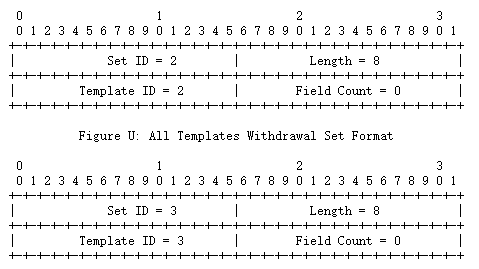 0                   1                   2                   3
 0 1 2 3 4 5 6 7 8 9 0 1 2 3 4 5 6 7 8 9 0 1 2 3 4 5 6 7 8 9 0 1
+-+-+-+-+-+-+-+-+-+-+-+-+-+-+-+-+-+-+-+-+-+-+-+-+-+-+-+-+-+-+-+-+
|             Set ID = 2        |          Length = 8           |
+-+-+-+-+-+-+-+-+-+-+-+-+-+-+-+-+-+-+-+-+-+-+-+-+-+-+-+-+-+-+-+-+
|         Template ID = 2       |        Field Count = 0        |
+-+-+-+-+-+-+-+-+-+-+-+-+-+-+-+-+-+-+-+-+-+-+-+-+-+-+-+-+-+-+-+-+
Figure U: All Templates Withdrawal Set Format
 0                   1                   2                   3
 0 1 2 3 4 5 6 7 8 9 0 1 2 3 4 5 6 7 8 9 0 1 2 3 4 5 6 7 8 9 0 1
+-+-+-+-+-+-+-+-+-+-+-+-+-+-+-+-+-+-+-+-+-+-+-+-+-+-+-+-+-+-+-+-+
|             Set ID = 3        |          Length = 8           |
+-+-+-+-+-+-+-+-+-+-+-+-+-+-+-+-+-+-+-+-+-+-+-+-+-+-+-+-+-+-+-+-+
|         Template ID = 3       |        Field Count = 0        |
+-+-+-+-+-+-+-+-+-+-+-+-+-+-+-+-+-+-+-+-+-+-+-+-+-+-+-+-+-+-+-+-+